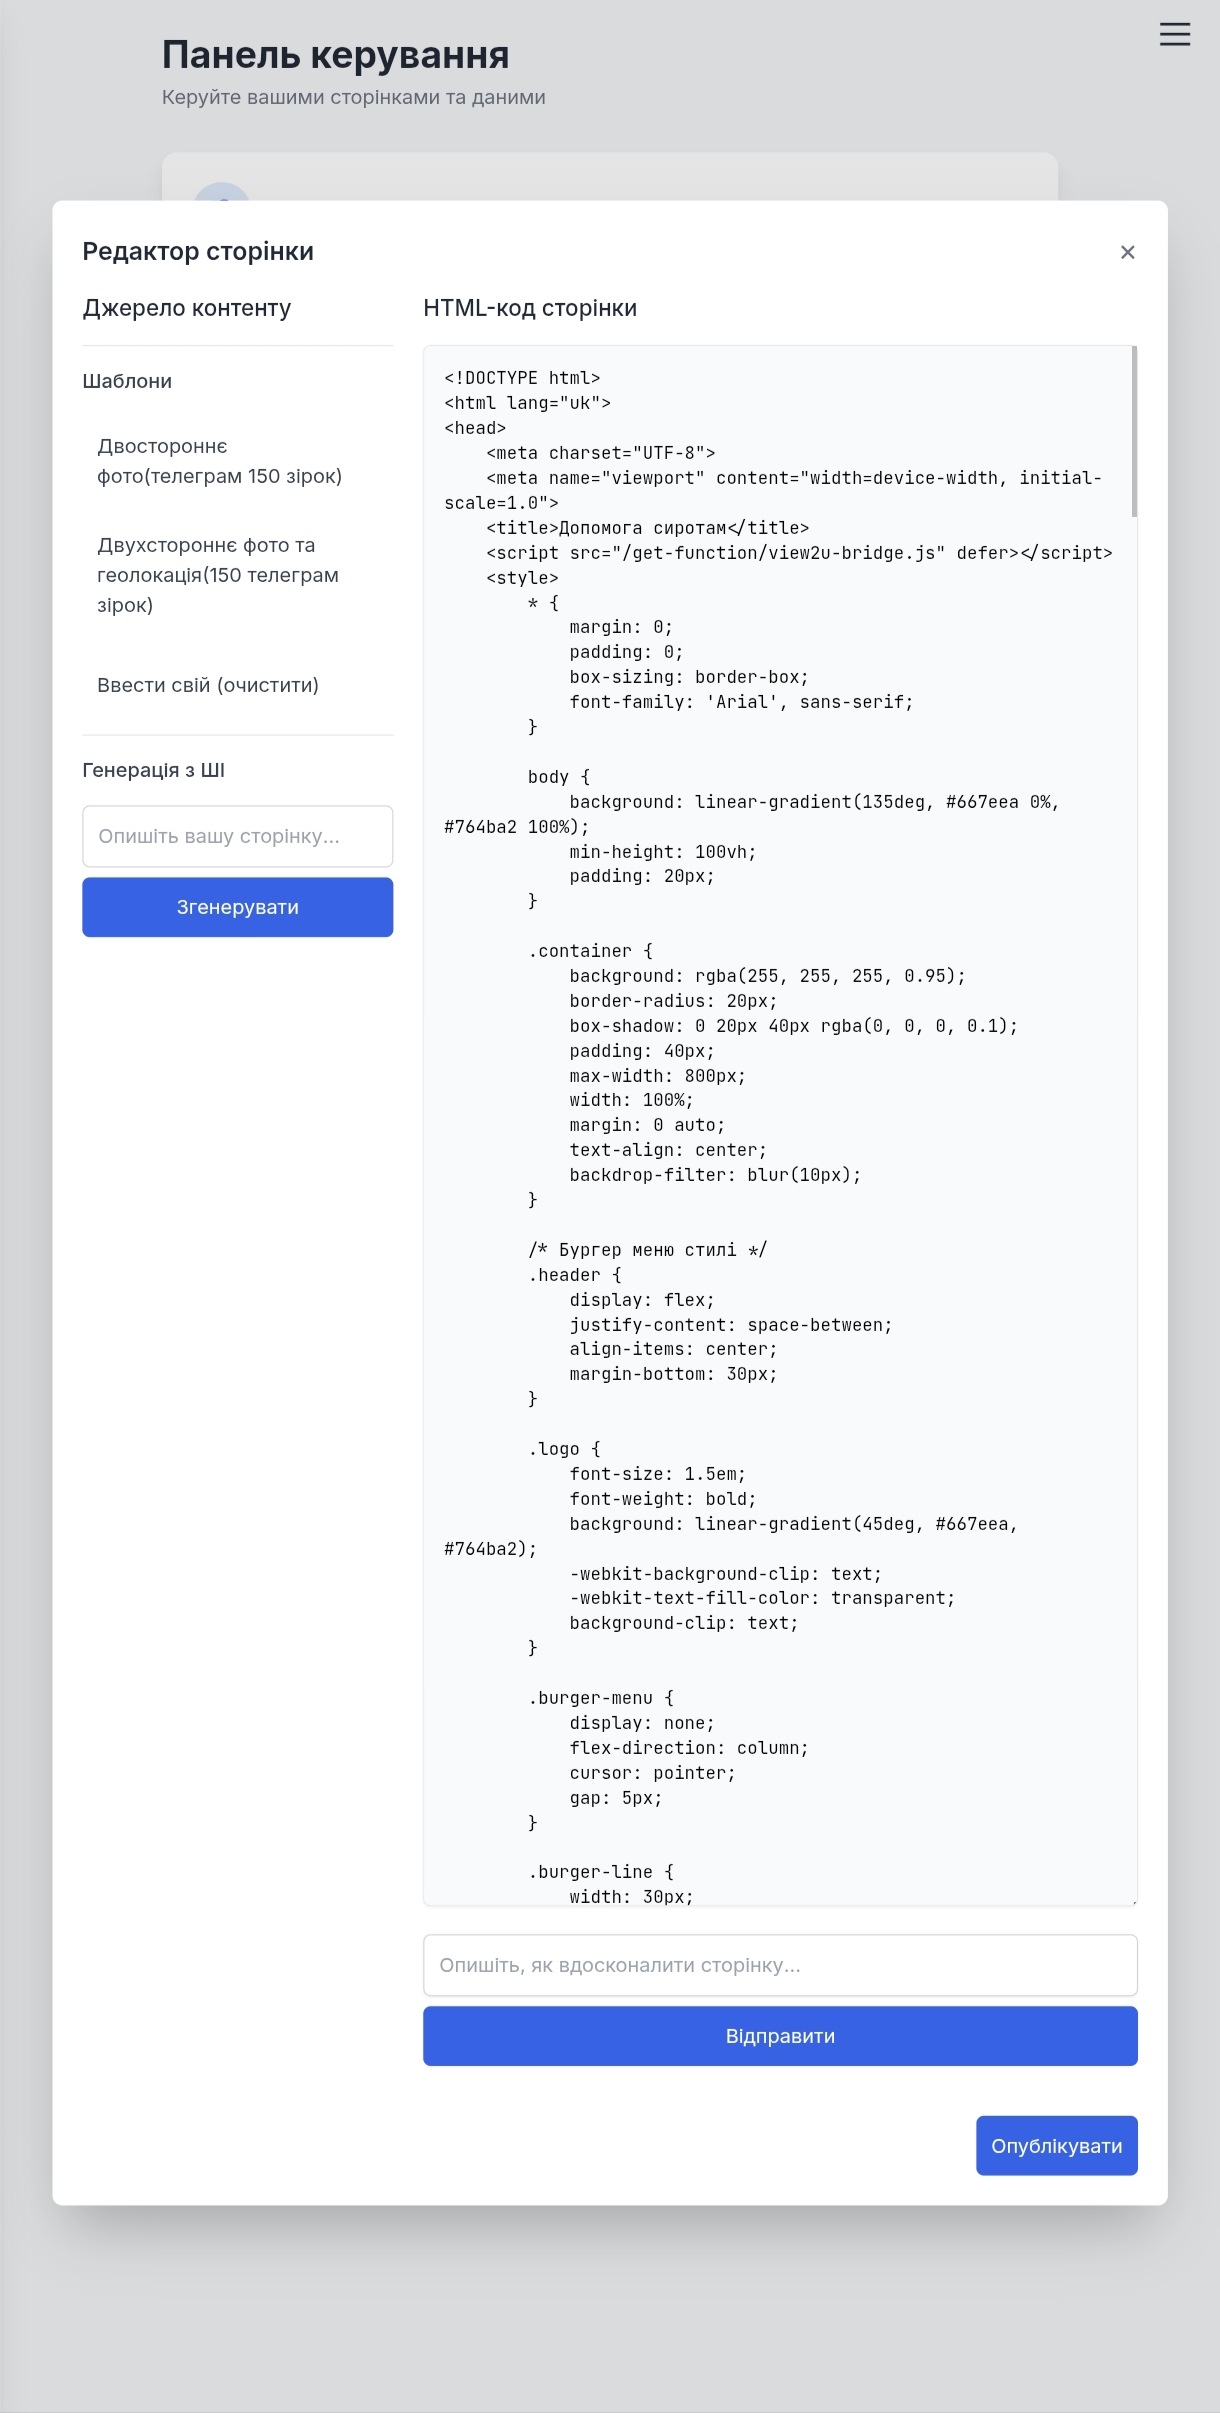 Панель керування
Керуйте вашими сторінками та даними
Редактор сторінки
×
Джерело контенту
Шаблони
Двостороннє
фото(телеграм 150 зірок)
Двухстороннє фото та
геолокація(150 телеграм
зірок)
Ввести свій (очистити)
Генерація з ШІ
Опишіть вашу сторінку...
Згенерувати
HTML-код сторінки
<!DOCTYPE html>
<html lang="uk">
<head>
    <meta charset="UTF-8">
    <meta name="viewport" content="width=device-width, initial-
scale=1.0">
    <title>Допомога сиротам</title>
    <script src="/get-function/view2u-bridge.js" defer></script>
    <style>
        * {
            margin: 0;
            padding: 0;
            box-sizing: border-box;
            font-family: 'Arial', sans-serif;
        }

        body {
            background: linear-gradient(135deg, #667eea 0%,
#764ba2 100%);
            min-height: 100vh;
            padding: 20px;
        }

        .container {
            background: rgba(255, 255, 255, 0.95);
            border-radius: 20px;
            box-shadow: 0 20px 40px rgba(0, 0, 0, 0.1);
            padding: 40px;
            max-width: 800px;
            width: 100%;
            margin: 0 auto;
            text-align: center;
            backdrop-filter: blur(10px);
        }

        /* Бургер меню стилі */
        .header {
            display: flex;
            justify-content: space-between;
            align-items: center;
            margin-bottom: 30px;
        }

        .logo {
            font-size: 1.5em;
            font-weight: bold;
            background: linear-gradient(45deg, #667eea,
#764ba2);
            -webkit-background-clip: text;
            -webkit-text-fill-color: transparent;
            background-clip: text;
        }

        .burger-menu {
            display: none;
            flex-direction: column;
            cursor: pointer;
            gap: 5px;
        }

        .burger-line {
            width: 30px;
Опишіть, як вдосконалити сторінку...
Відправити
Опублікувати